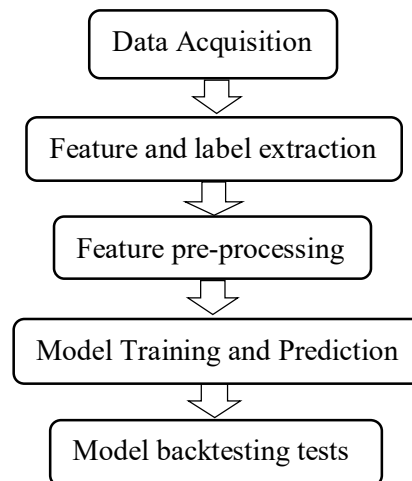 Data Acquisition
Feature and label extraction
Feature pre-processing
Model Training and Prediction
Model backtesting tests